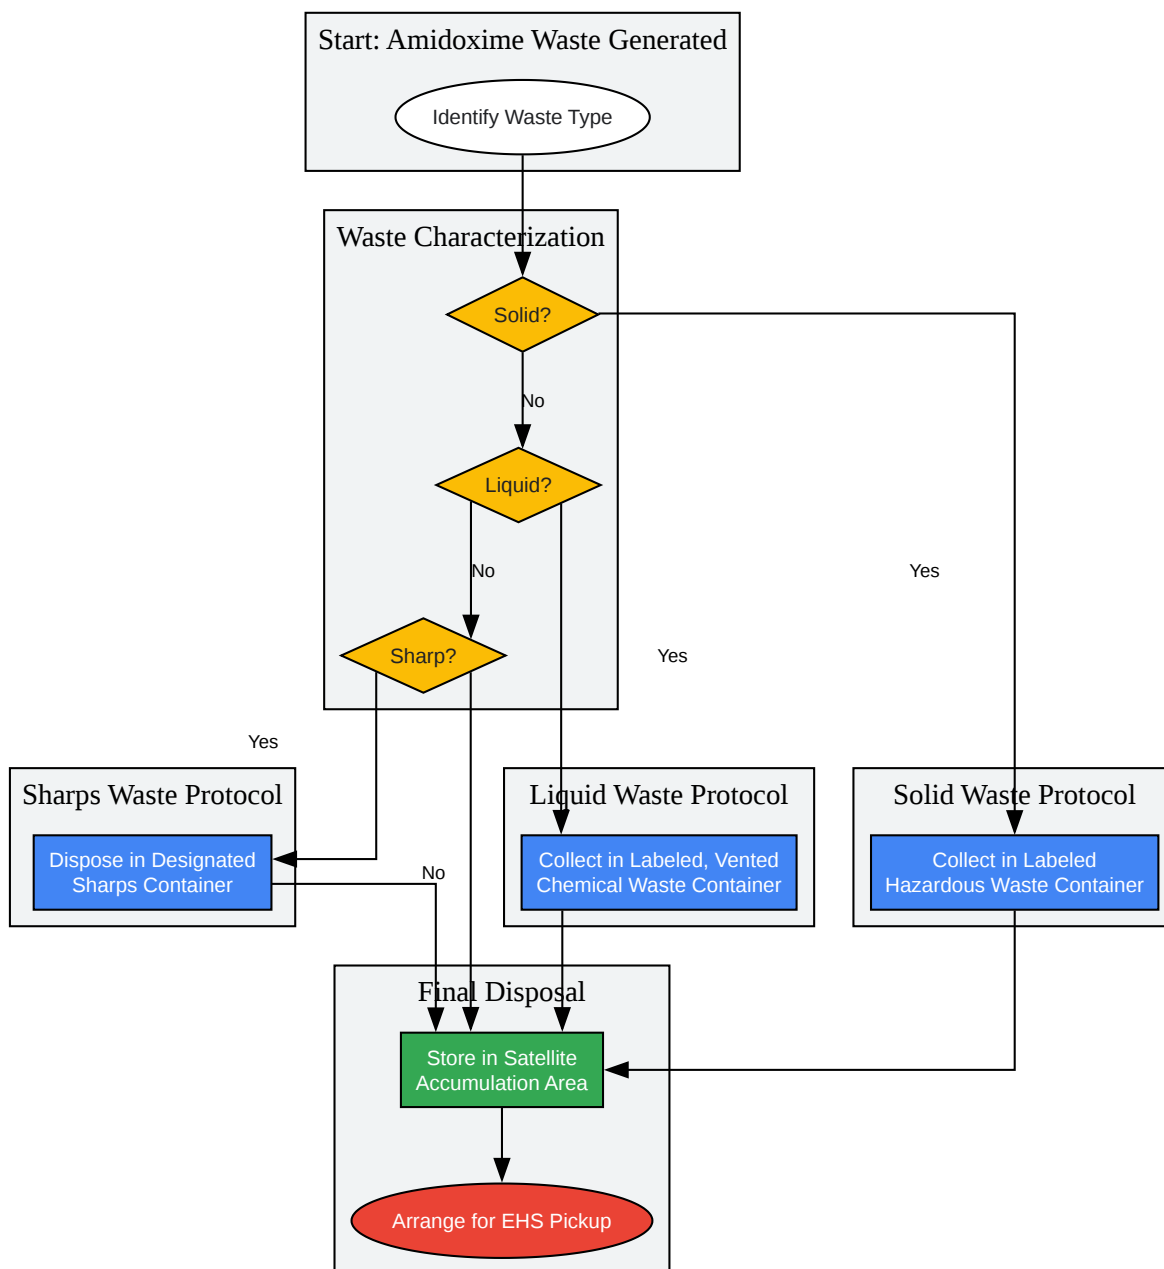 Start: Amidoxime Waste Generated
Identify Waste Type
Waste Characterization
Solid?
No
Liquid?
No
Yes
Sharp?
Yes
Yes
Sharps Waste Protocol
Liquid Waste Protocol
Solid Waste Protocol
Dispose in Designated
Sharps Container
No
Collect in Labeled, Vented
Chemical Waste Container
Collect in Labeled
Hazardous Waste Container
Final Disposal
Store in Satellite
Accumulation Area
Arrange for EHS Pickup